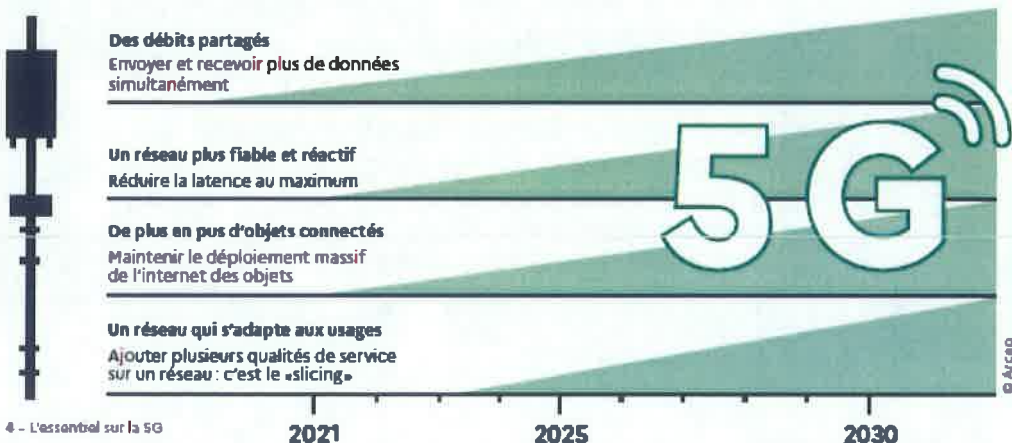 Des débits partagés
Envoyer et recevoir plus de données
simultanément
Un réseau plus fiable et réactif
Réduire la latence au maximum
De plus en pus d'objets connectés
Maintenir le déploiement massif
de l'internet des objets
Un réseau qui s'adapte aux usages
Ajouter plusieurs qualités de service
sur un réseau : c'est le «slicing»
5G
© Arcep
2021 2025 2030
4 - L'essentiel sur la 5G